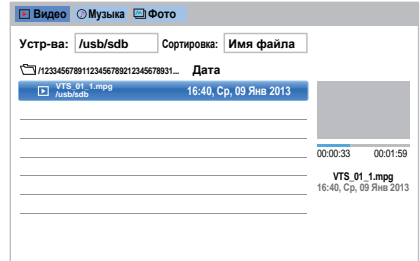 Видео Музыка Фото
Устр-ва: /usb/sdb Сортировка: Имя файла
/12334567891123456789212345678931... Дата
VTS_01_1.mpg 16:40, Ср, 09 Янв 2013
/usb/sdb
00:00:33 00:01:59
VTS_01_1.mpg
16:40, Ср, 09 Янв 2013